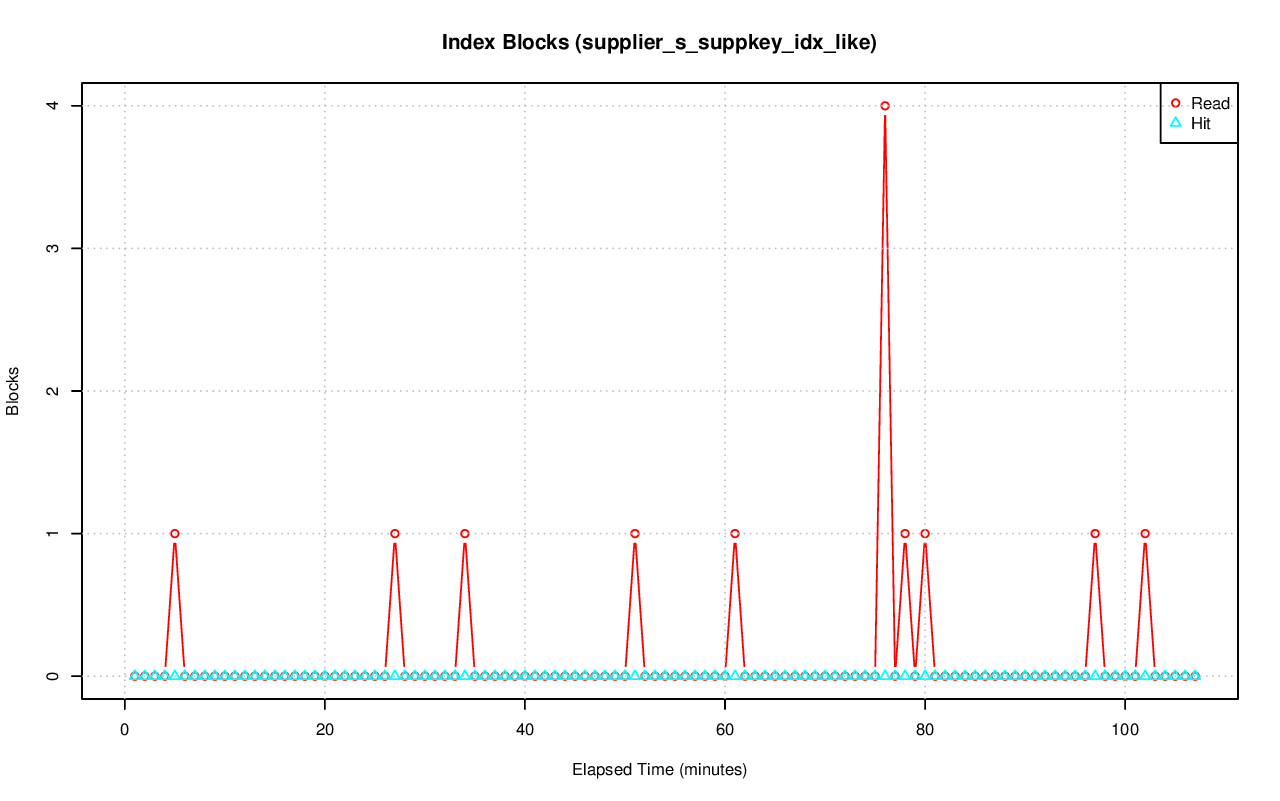 Index Blocks (supplier_s_suppkey_idx_like)
Read
Hit
4
3
2
1
0
Blocks
0 20 40 60 80 100
Elapsed Time (minutes)